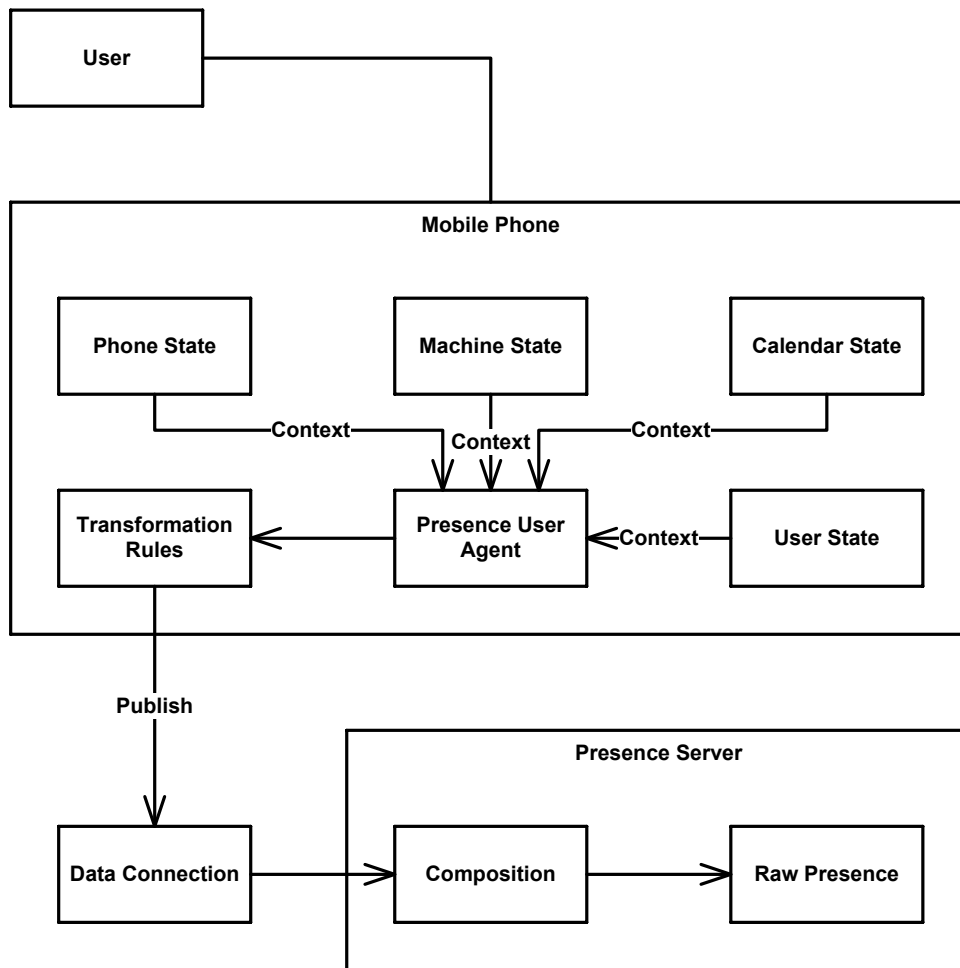 User
Mobile Phone
Phone State
Machine State
Calendar State
Context
Context
Context
Transformation
Rules
Presence User
Agent
Context
User State
Publish
Presence Server
Data Connection
Composition
Raw Presence